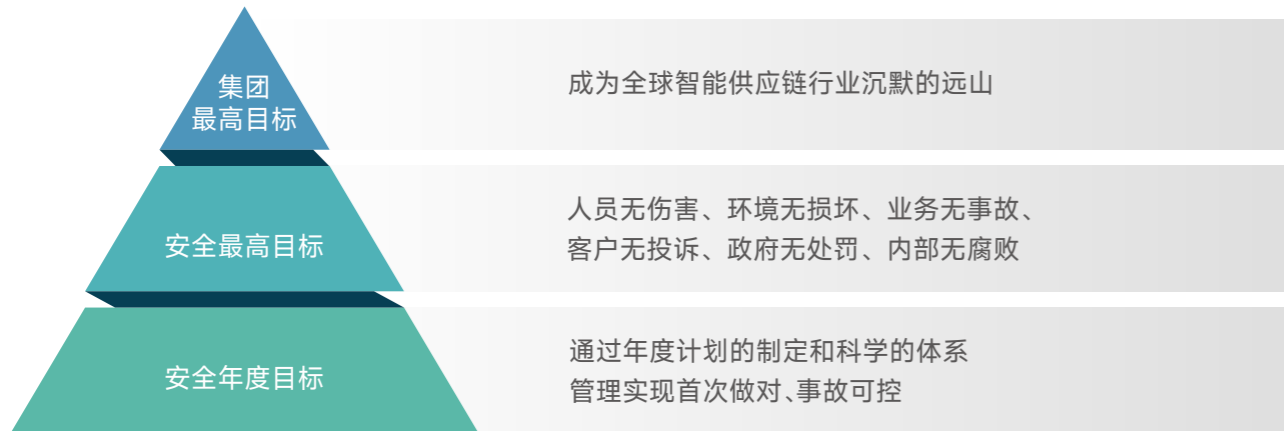 集团
最高目标
成为全球智能供应链行业沉默的远山
安全最高目标
人员无伤害、环境无损坏、业务无事故、
客户无投诉、政府无处罚、内部无腐败
安全年度目标
通过年度计划的制定和科学的体系
管理实现首次做对、事故可控